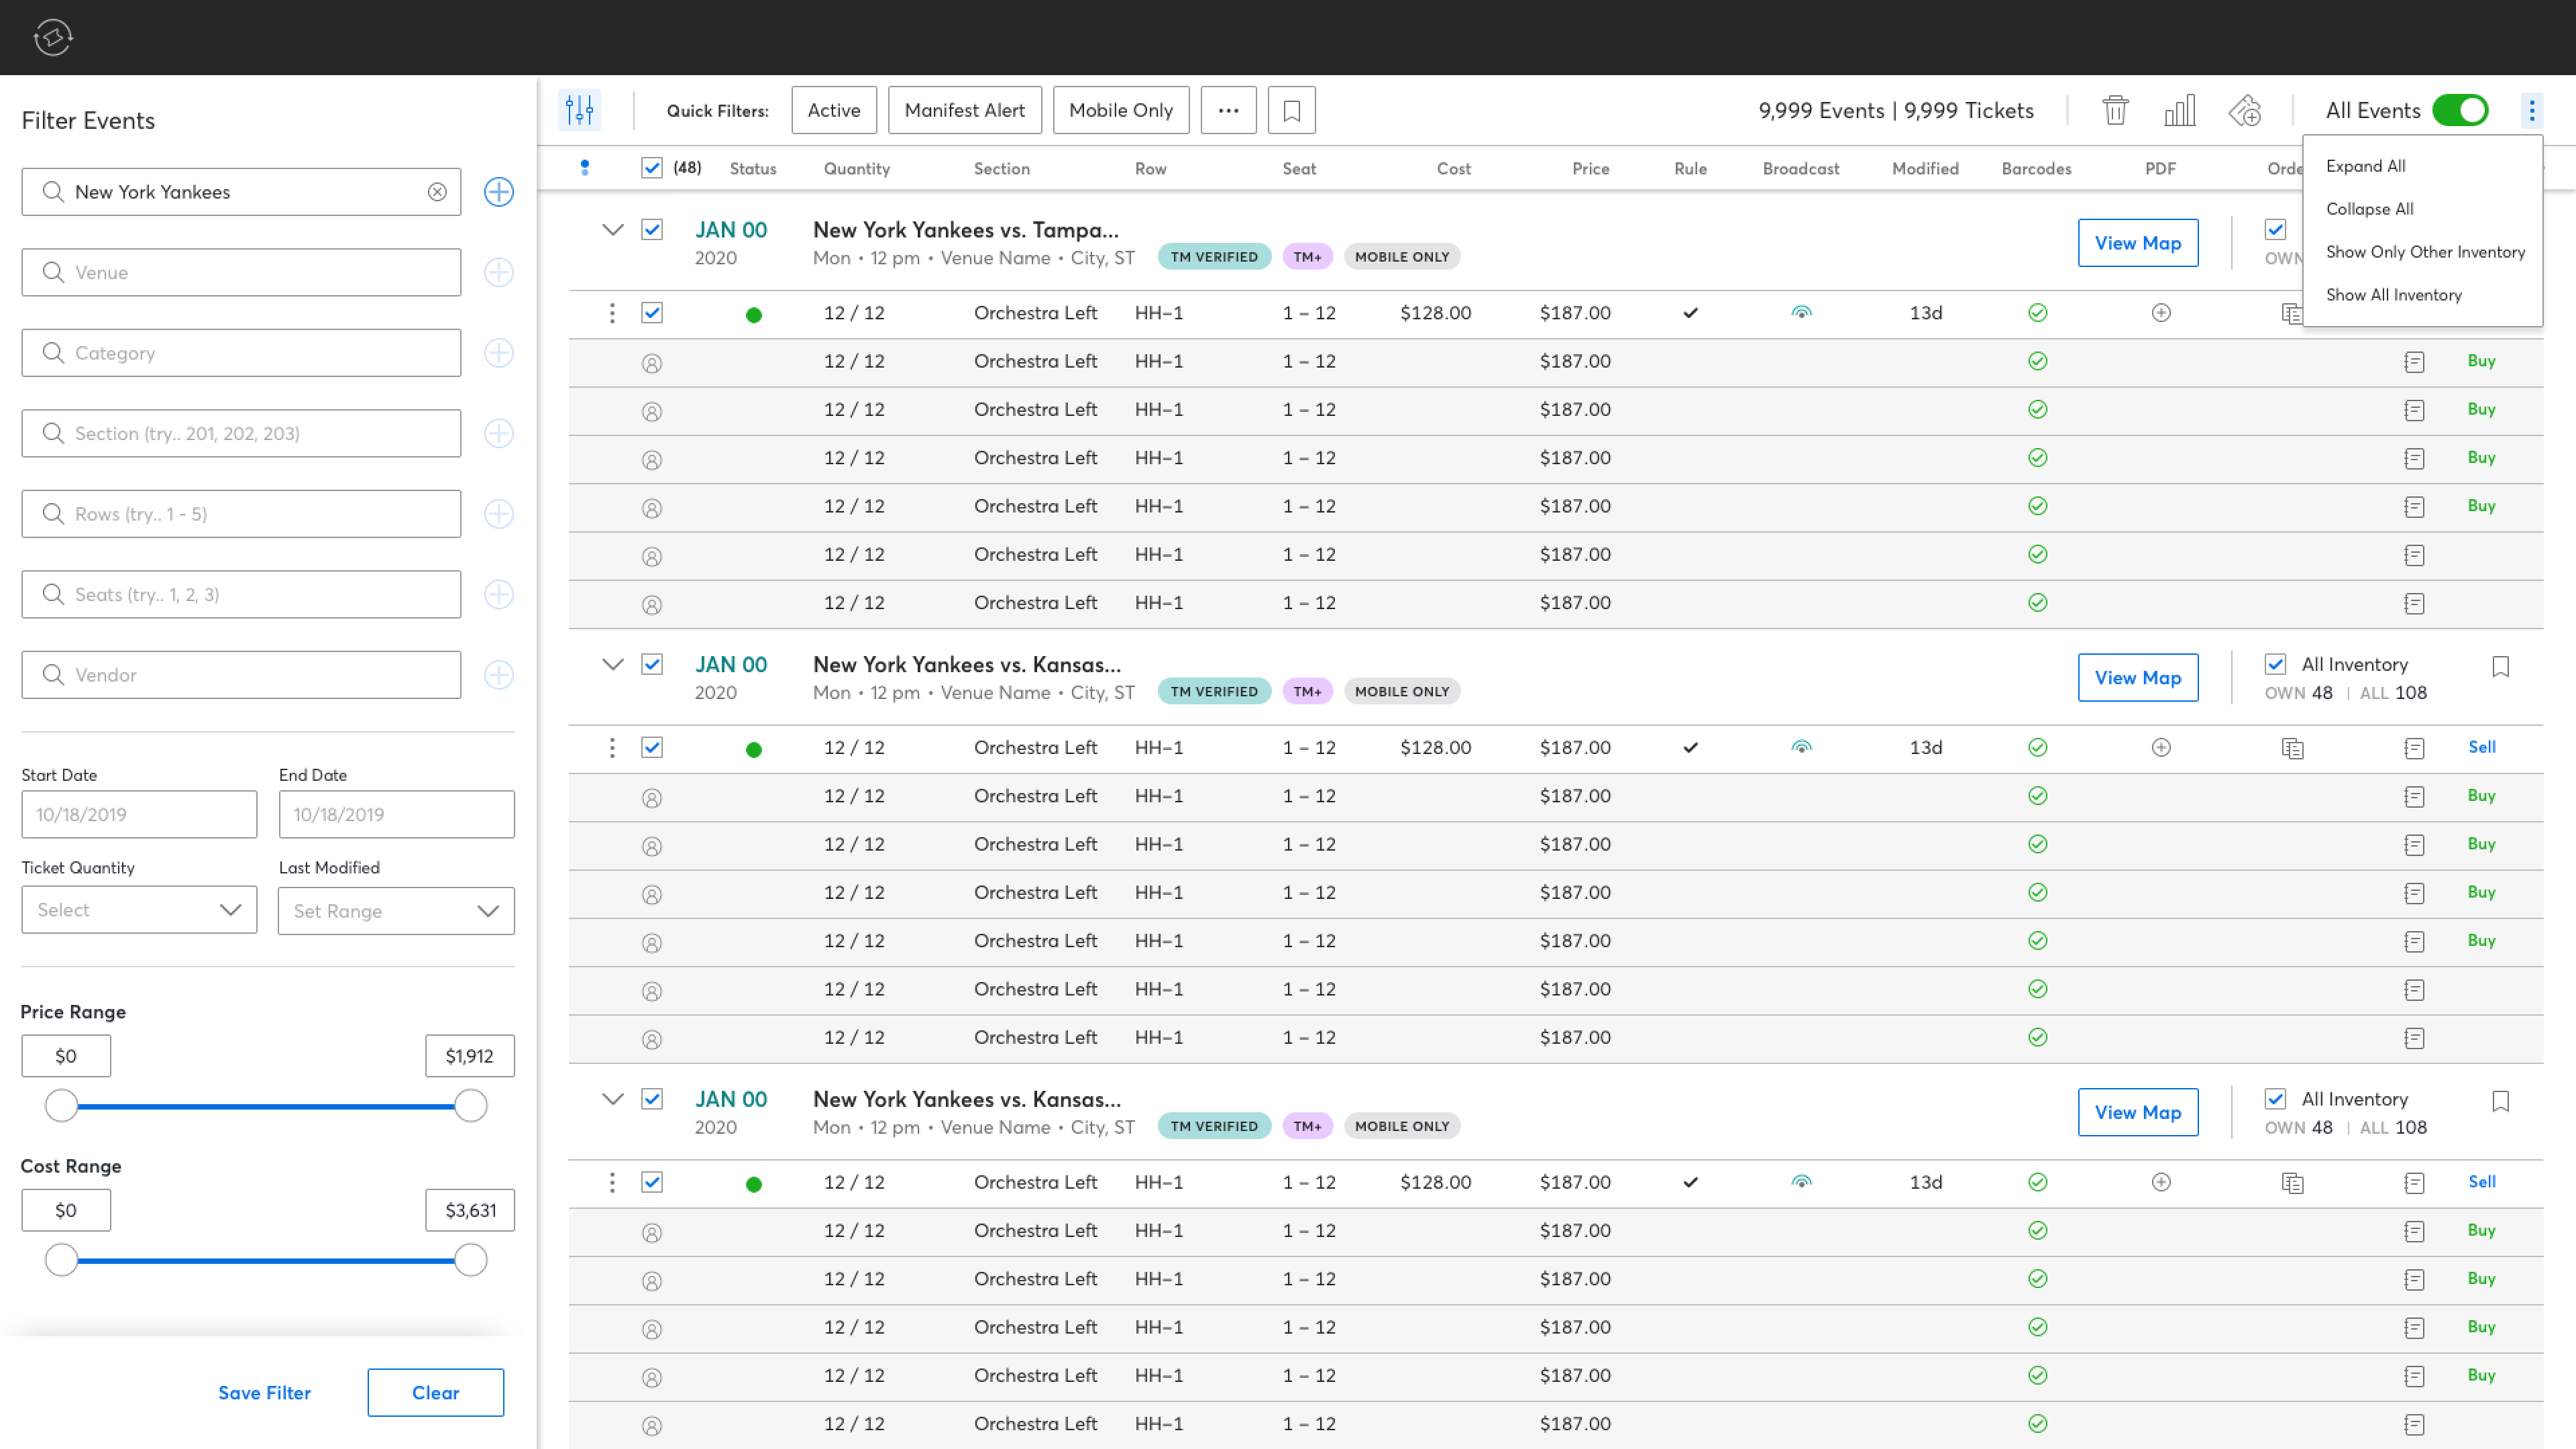 Filter Events
New York Yankees
Venue
Category
Section (try.. 201, 202, 203)
Rows (try.. 1 - 5)
Seats (try.. 1, 2, 3)
Vendor
Start Date End Date
10/18/2019 10/18/2019
Ticket Quantity Last Modified
Select Set Range
Price Range
$0 $1,912
Cost Range
$0 $3,631
Save Filter Clear
Quick Filters: Active Manifest Alert Mobile Only ... 9,999 Events | 9,999 Tickets All Events
Expand All
Collapse All
Show Only Other Inventory
Show All Inventory
(48) Status Quantity Section Row Seat Cost Price Rule Broadcast Modified Barcodes PDF
JAN 00 New York Yankees vs. Tampa... View Map
2020 Mon • 12 pm • Venue Name • City, ST TM VERIFIED TM+ MOBILE ONLY
12 / 12 Orchestra Left HH–1 1 – 12 $128.00 $187.00 13d
12 / 12 Orchestra Left HH–1 1 – 12 $187.00 Buy
12 / 12 Orchestra Left HH–1 1 – 12 $187.00 Buy
12 / 12 Orchestra Left HH–1 1 – 12 $187.00 Buy
12 / 12 Orchestra Left HH–1 1 – 12 $187.00 Buy
12 / 12 Orchestra Left HH–1 1 – 12 $187.00
12 / 12 Orchestra Left HH–1 1 – 12 $187.00
JAN 00 New York Yankees vs. Kansas... View Map All Inventory
2020 Mon • 12 pm • Venue Name • City, ST TM VERIFIED TM+ MOBILE ONLY OWN 48 | ALL 108
12 / 12 Orchestra Left HH–1 1 – 12 $128.00 $187.00 13d Sell
12 / 12 Orchestra Left HH–1 1 – 12 $187.00 Buy
12 / 12 Orchestra Left HH–1 1 – 12 $187.00 Buy
12 / 12 Orchestra Left HH–1 1 – 12 $187.00 Buy
12 / 12 Orchestra Left HH–1 1 – 12 $187.00 Buy
12 / 12 Orchestra Left HH–1 1 – 12 $187.00
12 / 12 Orchestra Left HH–1 1 – 12 $187.00
JAN 00 New York Yankees vs. Kansas... View Map All Inventory
2020 Mon • 12 pm • Venue Name • City, ST TM VERIFIED TM+ MOBILE ONLY OWN 48 | ALL 108
12 / 12 Orchestra Left HH–1 1 – 12 $128.00 $187.00 13d Sell
12 / 12 Orchestra Left HH–1 1 – 12 $187.00 Buy
12 / 12 Orchestra Left HH–1 1 – 12 $187.00 Buy
12 / 12 Orchestra Left HH–1 1 – 12 $187.00 Buy
12 / 12 Orchestra Left HH–1 1 – 12 $187.00 Buy
12 / 12 Orchestra Left HH–1 1 – 12 $187.00